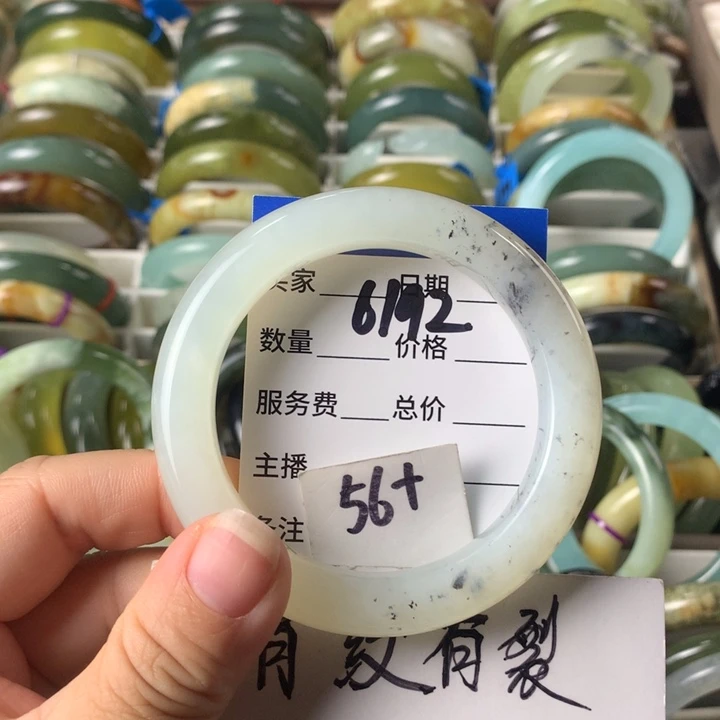 家 日期
6192
数量 价格
服务费 总价
主播
56+
备注
有纹有裂